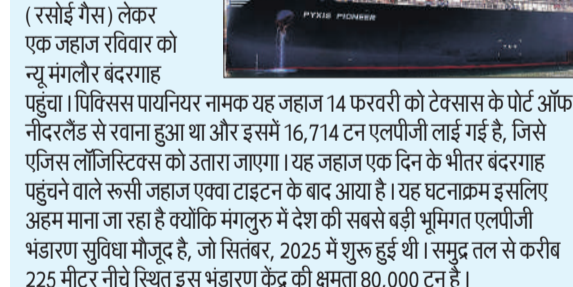 (रसोई गैस) लेकर
PYXIS PIONEER
एक जहाज रविवार को
न्यू मंगलौर बंदरगाह
पहुंचा। पिक्सिस पायनियर नामक यह जहाज 14 फरवरी को टेक्सास के पोर्ट ऑफ
नीदरलैंड से रवाना हुआ था और इसमें 16,714 टन एलपीजी लाई गई है, जिसे
एजिस लॉजिस्टिक्स को उतारा जाएगा। यह जहाज एक दिन के भीतर बंदरगाह
पहुंचने वाले रूसी जहाज एक्वा टाइटन के बाद आया है। यह घटनाक्रम इसलिए
अहम माना जा रहा है क्योंकि मंगलुरु में देश की सबसे बड़ी भूमिगत एलपीजी
भंडारण सुविधा मौजूद है, जो सितंबर, 2025 में शुरू हुई थी। समुद्र तल से करीब
225 मीटर नीचे स्थित इस भंडारण केंद्र की क्षमता 80,000 टन है।